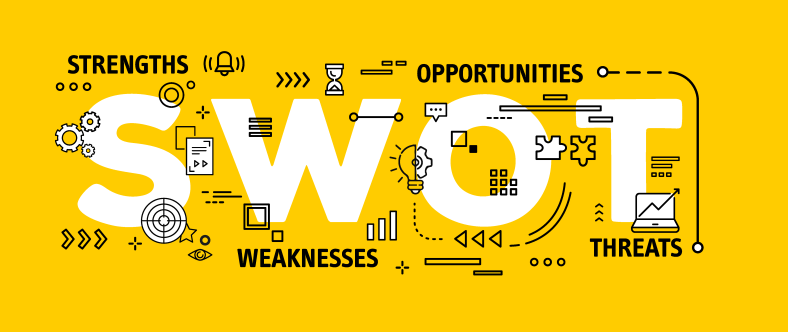 STRENGTHS
OPPORTUNITIES
SWOT
WEAKNESSES
THREATS